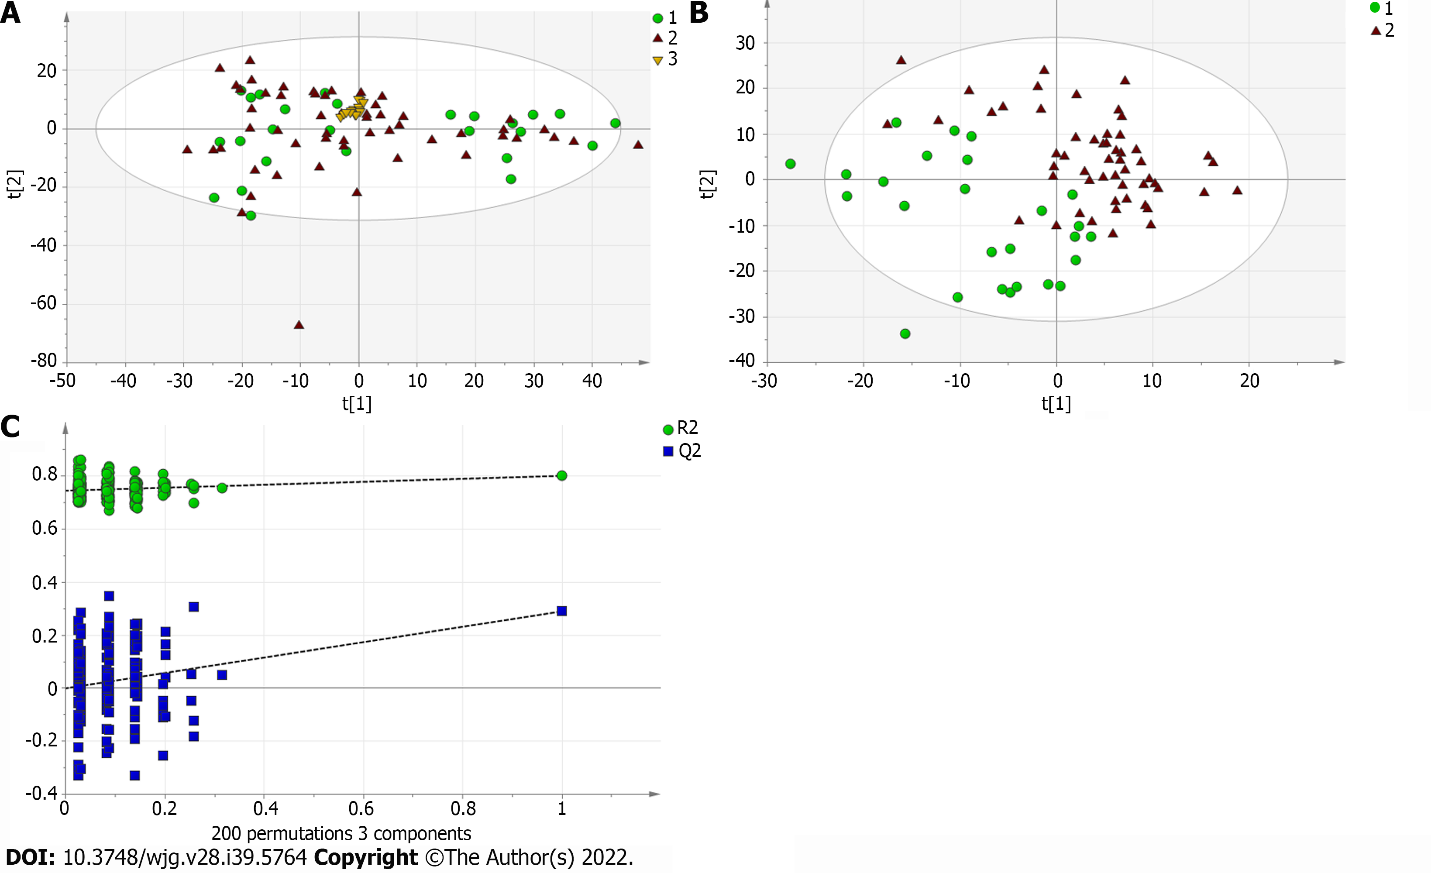 A
1
2
3
20
0
-20
-40
-60
-80
t[2]
-50 -40 -30 -20 -10 0 10 20 30 40
t[1]
B
1
2
30
20
10
0
-10
-20
-30
-40
t[2]
-30 -20 -10 0 10 20
t[1]
C
R2
Q2
0.8
0.6
0.4
0.2
0
-0.2
-0.4
0 0.2 0.4 0.6 0.8 1
200 permutations 3 components
DOI: 10.3748/wjg.v28.i39.5764 Copyright ©The Author(s) 2022.